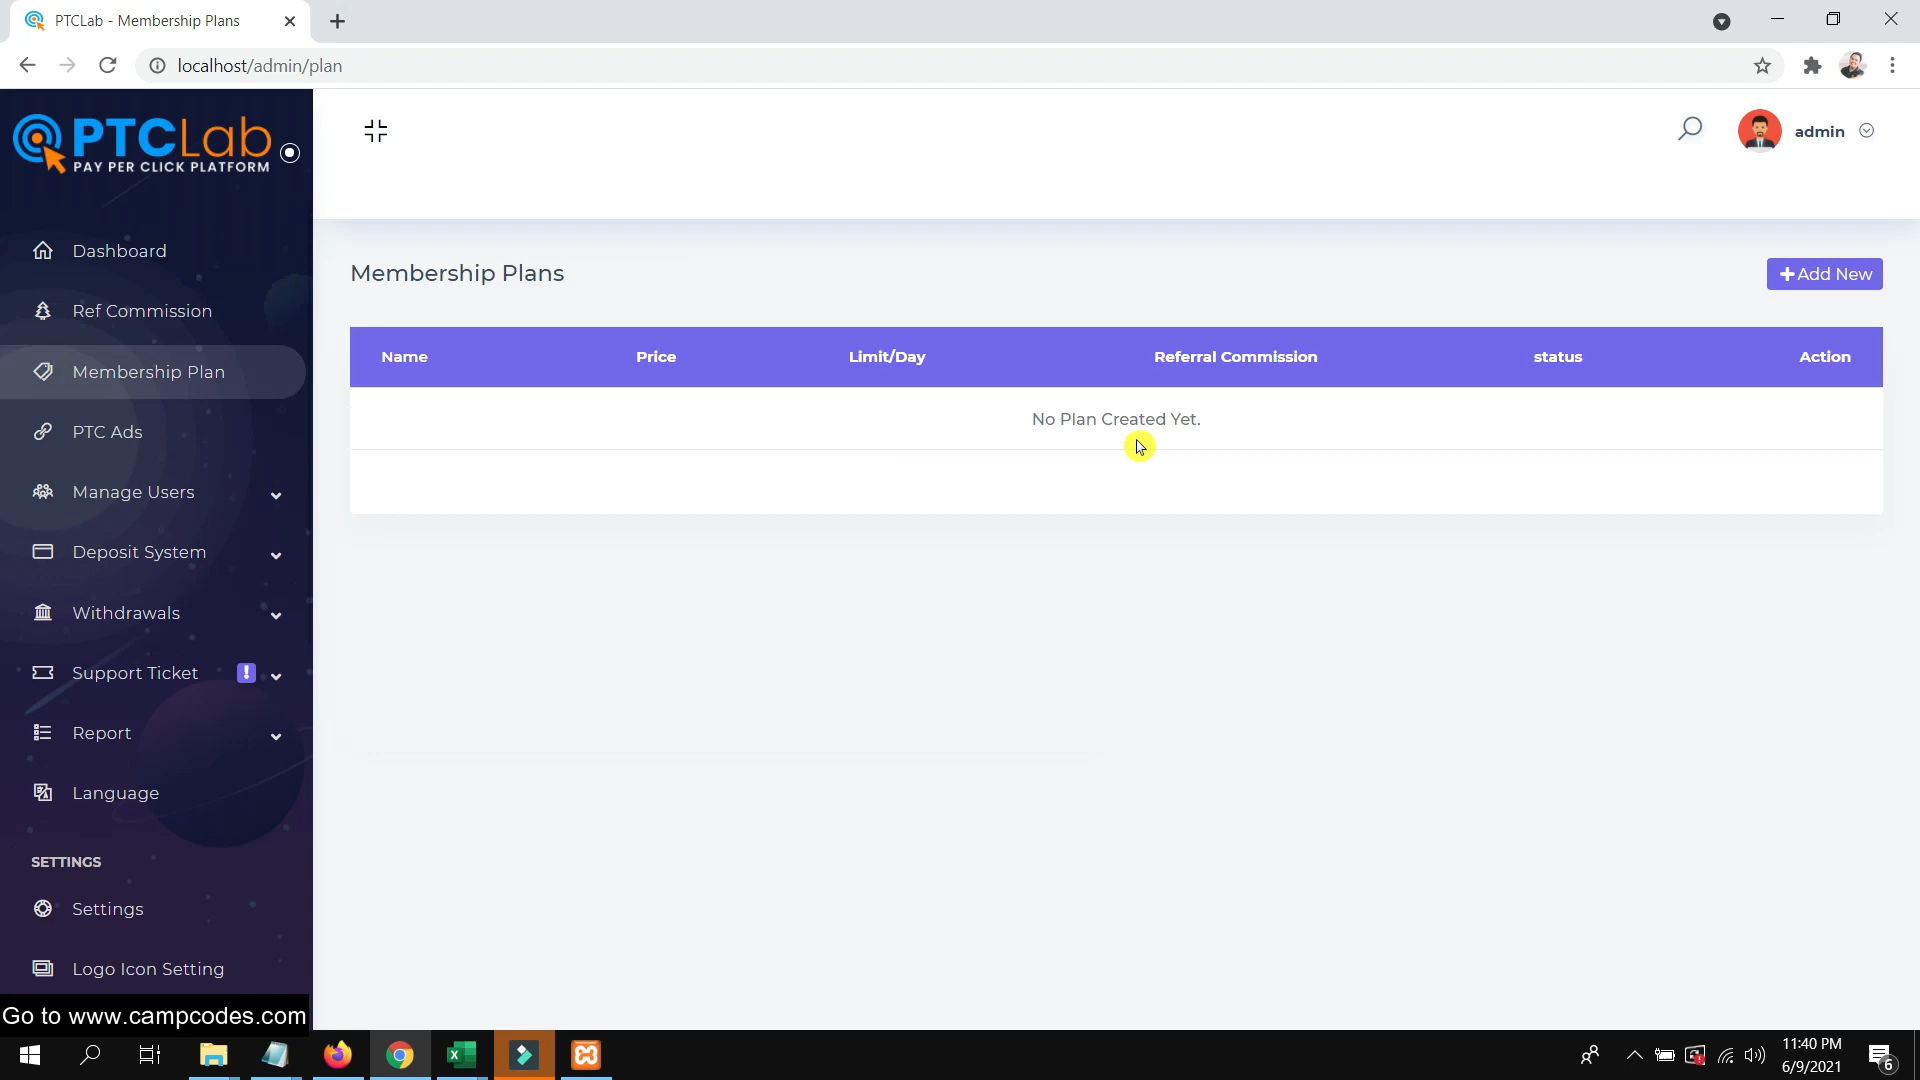 PTCLab - Membership Plans
localhost/admin/plan
PTCLab
PAY PER CLICK PLATFORM
admin
Dashboard
Ref Commission
Membership Plan
PTC Ads
Manage Users
Deposit System
Withdrawals
Support Ticket !
Report
Language
SETTINGS
Settings
Logo Icon Setting
Membership Plans
Add New
Name Price Limit/Day Referral Commission status Action
No Plan Created Yet.
Go to www.campcodes.com
11:40 PM
6/9/2021
6